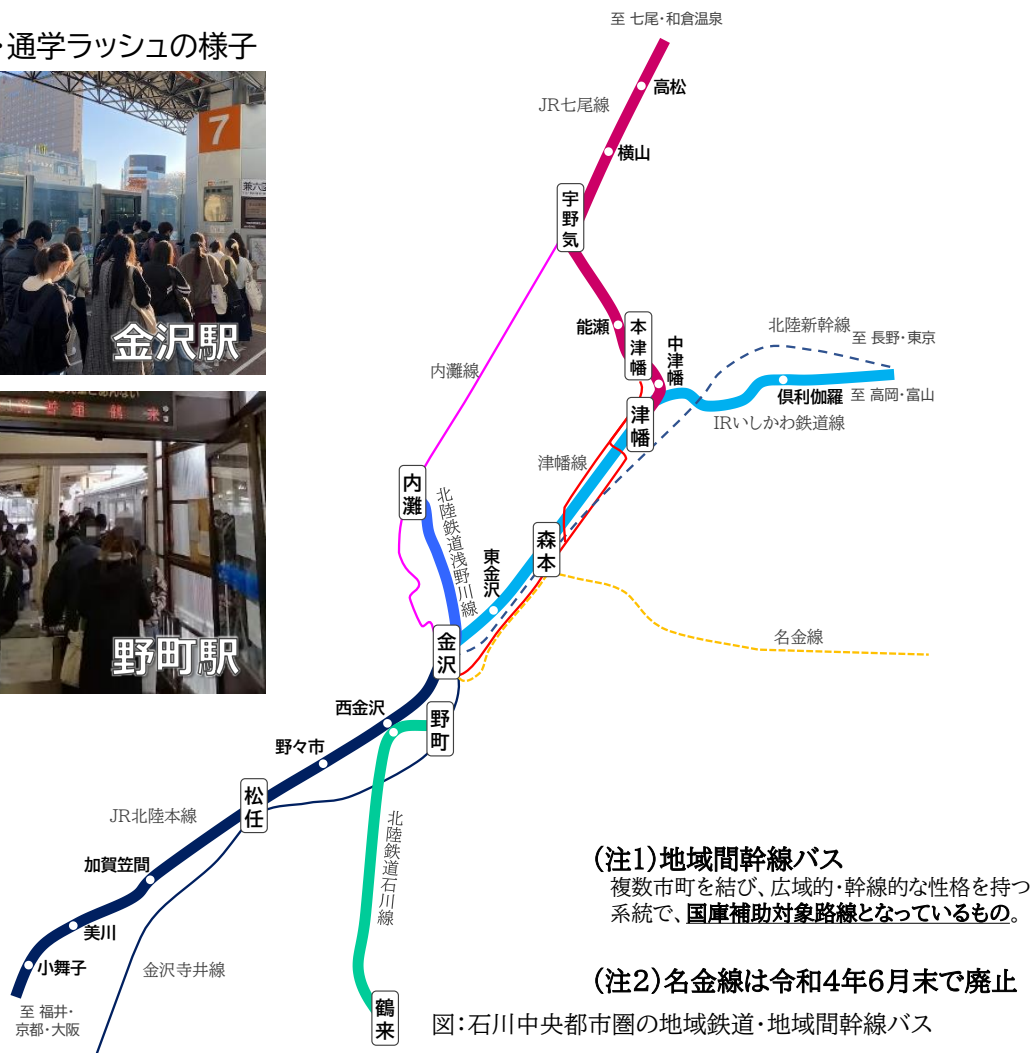 ・通学ラッシュの様子
7
兼六園
金沢駅
普通 鶴来
野町駅
至 七尾・和倉温泉
高松
JR七尾線
横山
宇野気
能瀬
本津幡
中津幡
北陸新幹線
至 長野・東京
内灘線
倶利伽羅
至 高岡・富山
津幡
IRいしかわ鉄道線
津幡線
内灘
北陸鉄道浅野川線
森本
東金沢
金沢
名金線
西金沢
野町
野々市
松任
JR北陸本線
北陸鉄道石川線
加賀笠間
美川
小舞子
金沢寺井線
至 福井・
京都・大阪
鶴来
(注1)地域間幹線バス
複数市町を結び、広域的・幹線的な性格を持つ
系統で、国庫補助対象路線となっているもの。
(注2)名金線は令和4年6月末で廃止
図：石川中央都市圏の地域鉄道・地域間幹線バス